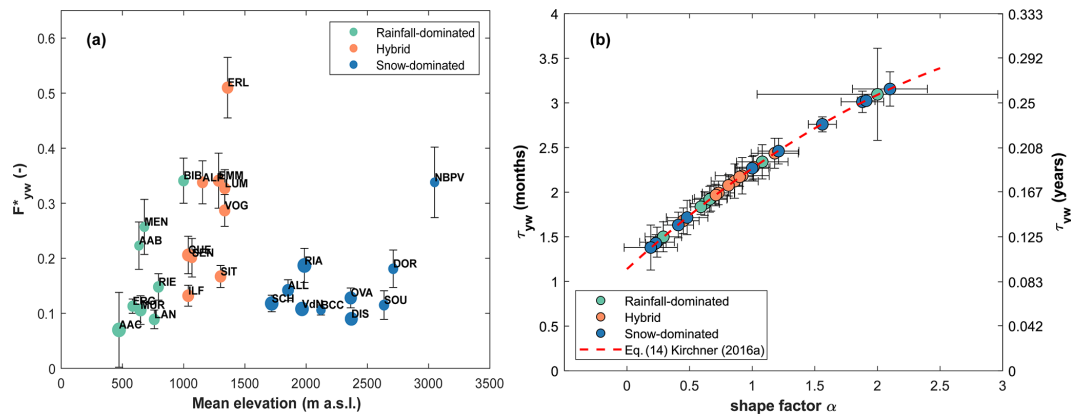 (a)
Rainfall-dominated
Hybrid
Snow-dominated
0.6
0.5
0.4
0.3
0.2
0.1
0
F*yw (-)
ERL
BIB
ALP
EMM
LUM
VOG
NBPV
MEN
AAB
GUE
SEN
RIA
DOR
RIE
SIT
ALL
ERG
MUR
ILF
SCH
VdN
BCC
OVA
SOU
AAC
LAN
DIS
0 500 1000 1500 2000 2500 3000 3500
Mean elevation (m a.s.l.)
(b)
4
3.5
3
2.5
2
1.5
1
0.5
0
τyw (months)
0.333
0.292
0.25
0.208
0.167
0.125
0.083
0.042
0
τyw (years)
Rainfall-dominated
Hybrid
Snow-dominated
Eq. (14) Kirchner (2016a)
0 0.5 1 1.5 2 2.5 3
shape factor α